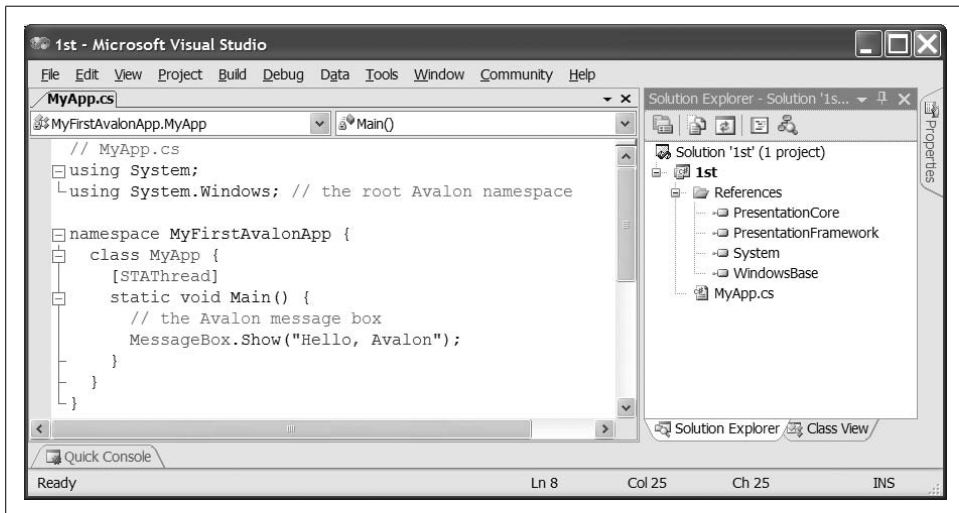 1st - Microsoft Visual Studio
File Edit View Project Build Debug Data Tools Window Community Help
MyApp.cs
MyFirstAvalonApp.MyApp
Main()
// MyApp.cs
using System;
using System.Windows; // the root Avalon namespace
namespace MyFirstAvalonApp {
class MyApp {
[STAThread]
static void Main() {
// the Avalon message box
MessageBox.Show("Hello, Avalon");
}
}
}
Solution Explorer - Solution '1s...
Solution '1st' (1 project)
1st
References
PresentationCore
PresentationFramework
System
WindowsBase
MyApp.cs
Solution Explorer Class View
Properties
Quick Console
Ready Ln 8 Col 25 Ch 25 INS